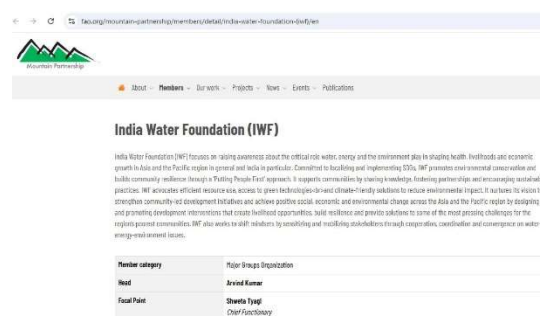 fao.org/mountain-partnership/members/detail/india-water-foundation-(iwf)/en
Mountain Partnership
About Members Our work Projects News Events Publications
India Water Foundation (IWF)
India Water Foundation (IWF) focuses on raising awareness about the critical role water, energy and the environment play in shaping health, livelihoods and economic
growth in Asia and the Pacific region in general and India in particular. Committed to localizing and implementing SDGs, IWF promotes environmental conservation and
builds community resilience through a 'Putting People First' approach. It supports communities by sharing knowledge, fostering partnerships and encouraging sustainab
practices. IWF advocates efficient resource use, access to green technologies-dri-and climate-friendly solutions to reduce environmental impact. It nurtures its vision t
strengthen community-led development initiatives and achieve positive social, economic and environmental change across the Asia and the Pacific region by designing
and promoting development interventions that create livelihood opportunities, build resilience and provide solutions to some of the most pressing challenges for the
regions poorest communities. IWF also works to shift mindsets by sensitizing and mobilizing stakeholders through cooperation, coordination and convergence on water-
energy-environment issues.
Member category Major Groups Organization
Head Arvind Kumar
Focal Point Shweta Tyagi
Chief Functionary